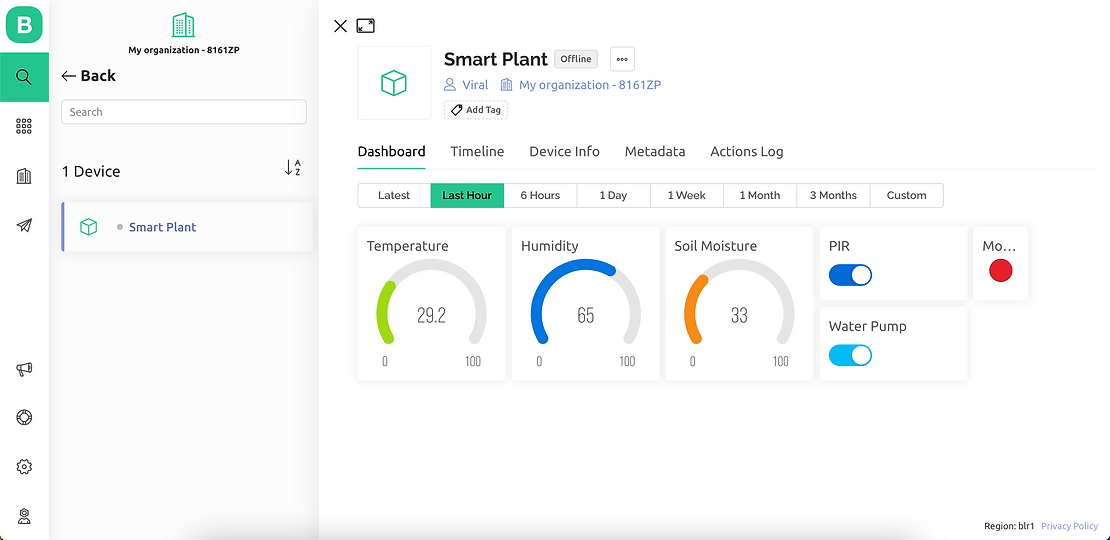 B
My organization - 8161ZP
Back
Search
1 Device
A
Z
Smart Plant
Smart Plant
Offline
Viral
My organization - 8161ZP
Add Tag
Dashboard Timeline Device Info Metadata Actions Log
Latest Last Hour 6 Hours 1 Day 1 Week 1 Month 3 Months Custom
Temperature
29.2
0 100
Humidity
65
0 100
Soil Moisture
33
0 100
PIR
Mo...
Water Pump
Region: blr1 Privacy Policy